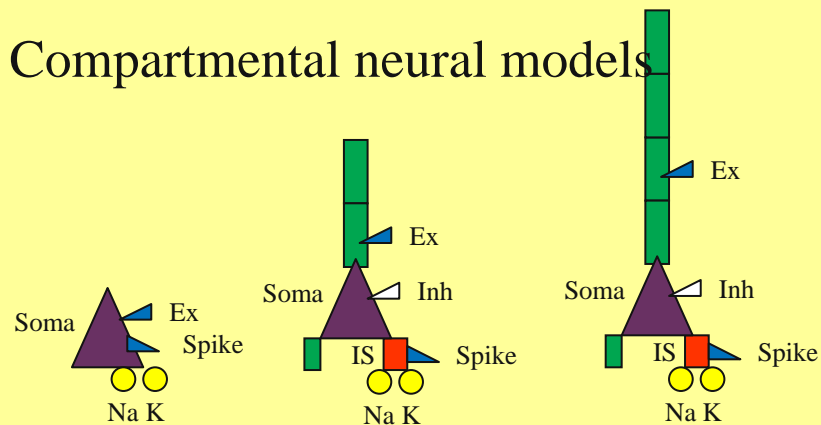 Compartmental neural models
Soma
Ex
Spike
Na K
Ex
Soma
Inh
IS
Spike
Na K
Ex
Soma
Inh
IS
Spike
Na K